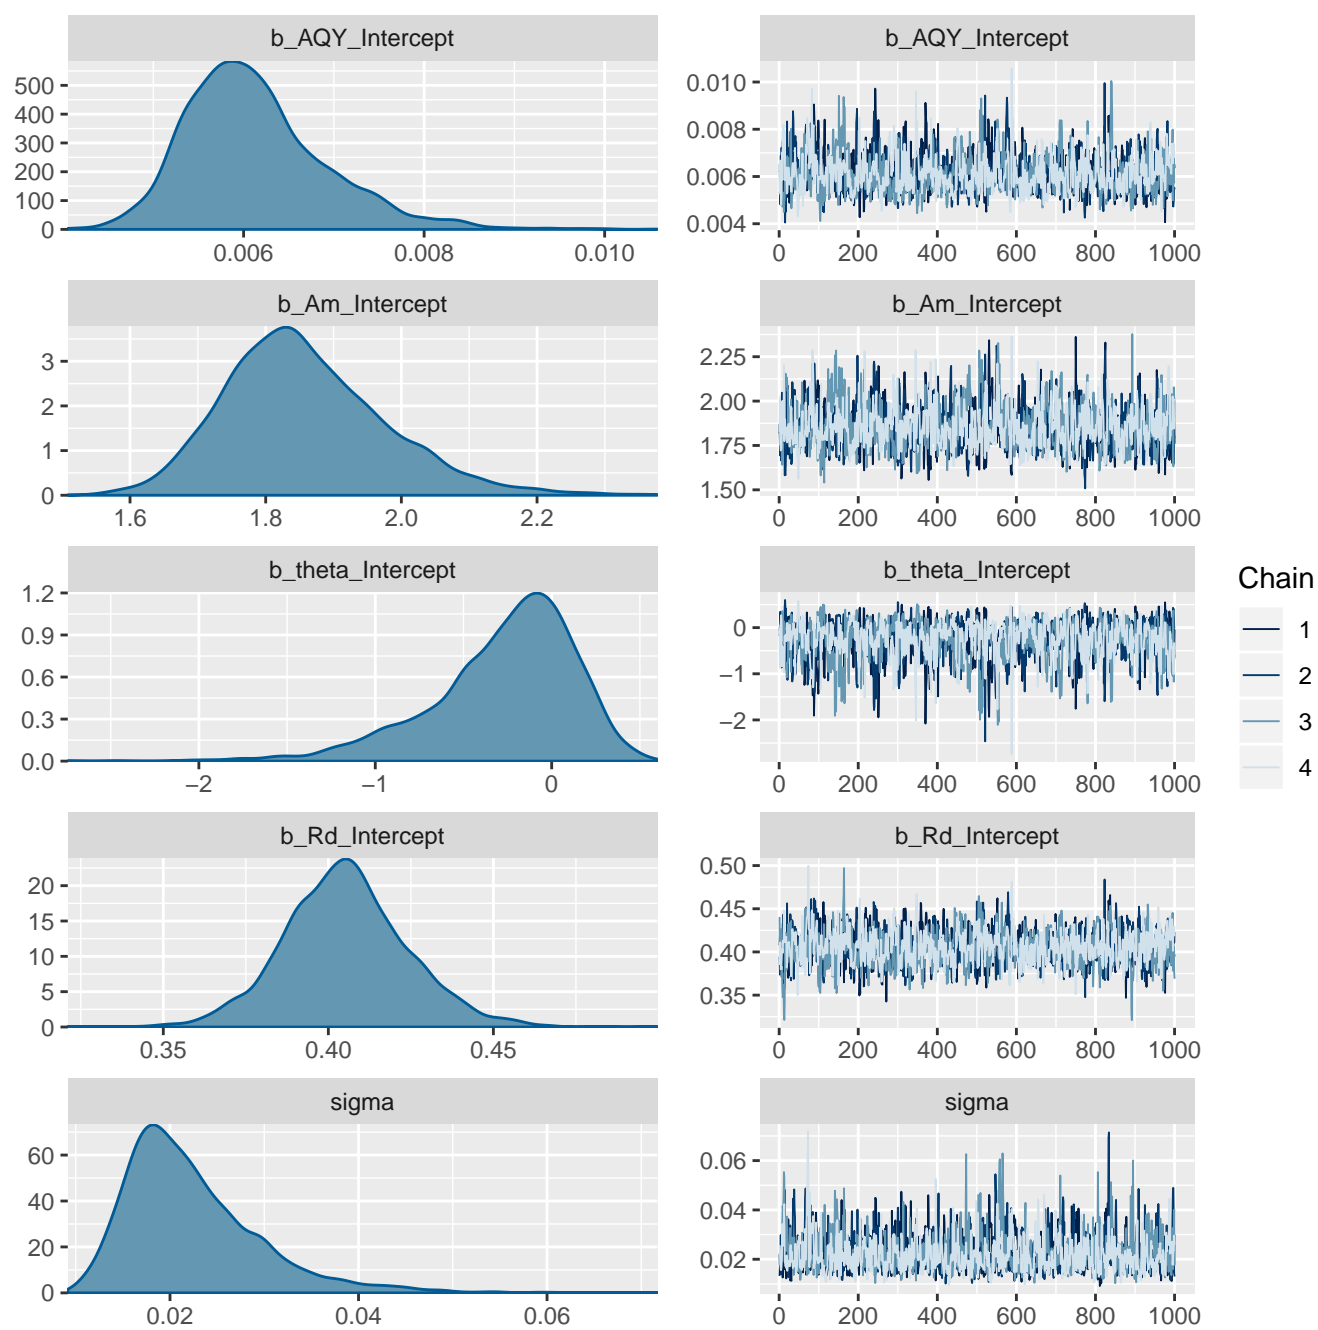 b_AQY_Intercept
500
400
300
200
100
0
0.006 0.008 0.010
b_AQY_Intercept
0.010
0.008
0.006
0.004
0 200 400 600 800 1000
b_Am_Intercept
3
2
1
0
1.6 1.8 2.0 2.2
b_Am_Intercept
2.25
2.00
1.75
1.50
0 200 400 600 800 1000
b_theta_Intercept
1.2
0.9
0.6
0.3
0.0
−2 −1 0
b_theta_Intercept
0
−1
−2
0 200 400 600 800 1000
b_Rd_Intercept
20
15
10
5
0
0.35 0.40 0.45
b_Rd_Intercept
0.50
0.45
0.40
0.35
0 200 400 600 800 1000
sigma
60
40
20
0
0.02 0.04 0.06
sigma
0.06
0.04
0.02
0 200 400 600 800 1000
Chain
1
2
3
4